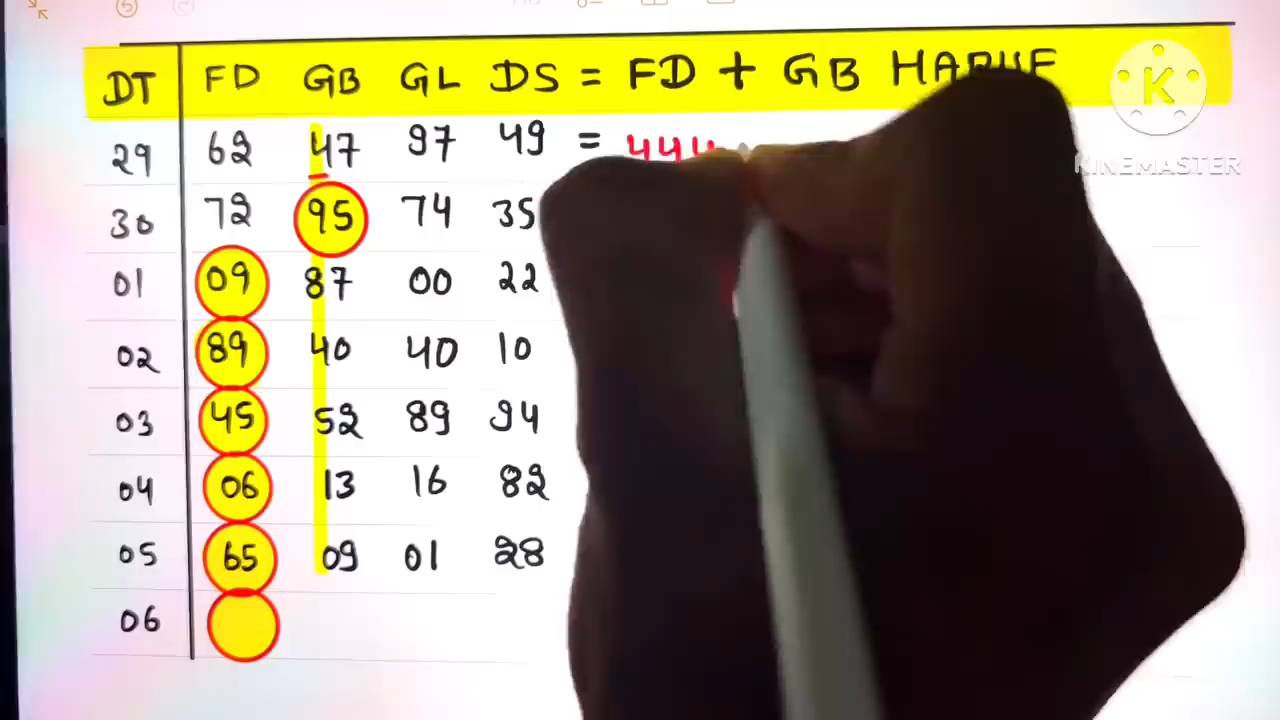 DT FD GB GL DS = FD + GB
29 62 47 97 49 =
30 72 95 74 35
01 09 87 00 22
02 89 40 40 10
03 45 52 89 94
04 06 13 16 82
05 65 09 01 28
06
K
KINEMASTER